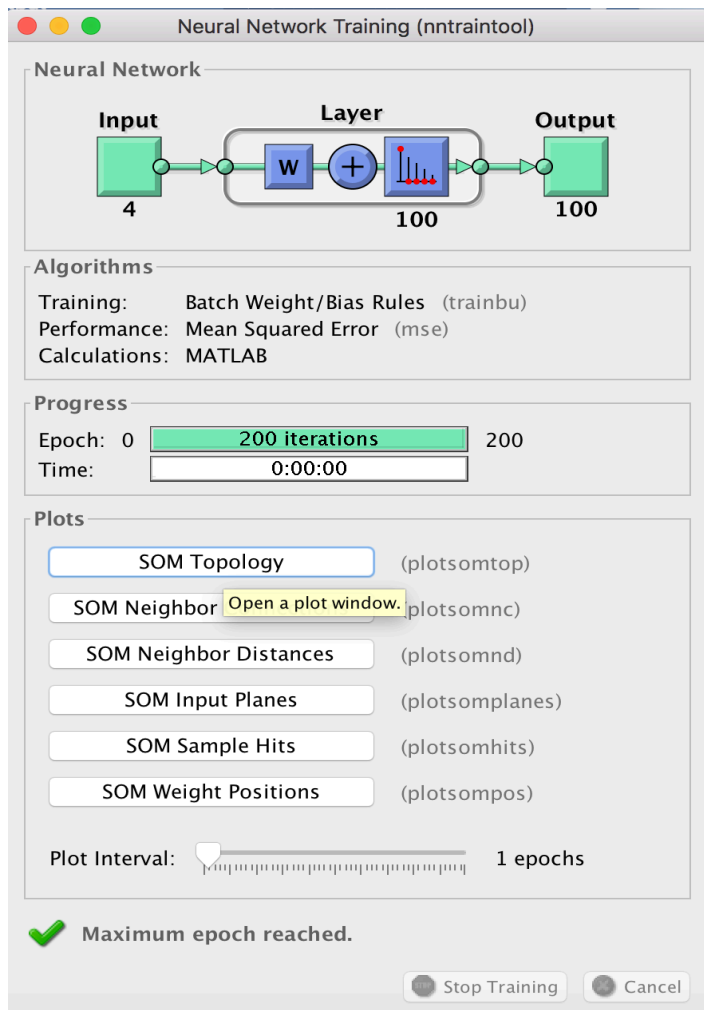 Neural Network Training (nntraintool)
Neural Network
Input
Layer
Output
W
+
4
100
100
Algorithms
Training: Batch Weight/Bias Rules (trainbu)
Performance: Mean Squared Error (mse)
Calculations: MATLAB
Progress
Epoch: 0 200 iterations 200
Time: 0:00:00
Plots
SOM Topology (plotsomtop)
Open a plot window.
SOM Neighbor (plotsomnc)
SOM Neighbor Distances (plotsomnd)
SOM Input Planes (plotsomplanes)
SOM Sample Hits (plotsomhits)
SOM Weight Positions (plotsompos)
Plot Interval: 1 epochs
Maximum epoch reached.
Stop Training Cancel